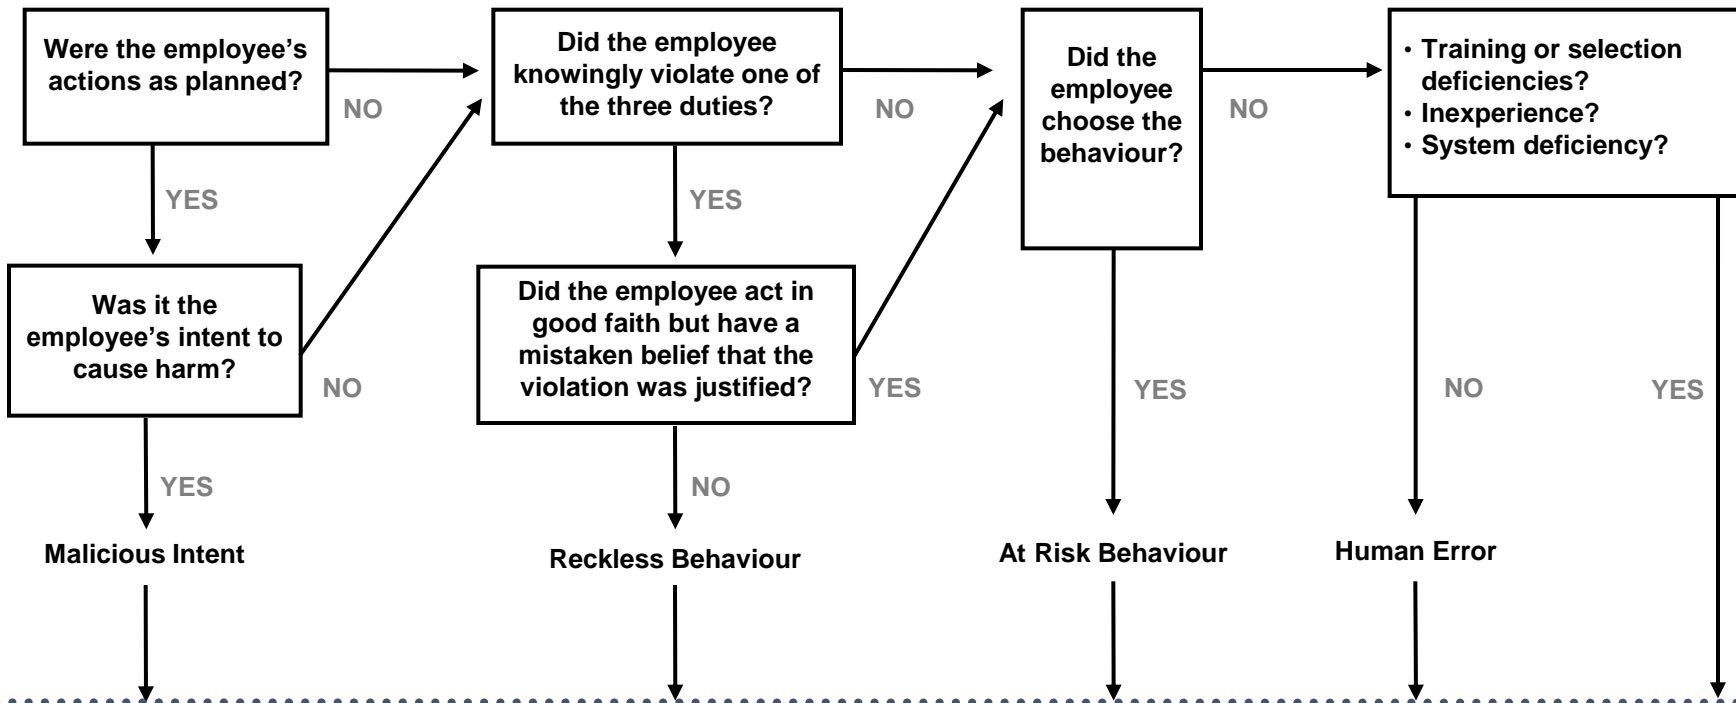 Were the employee’s
actions as planned?
NO
YES
Was it the
employee’s intent to
cause harm?
NO
YES
Malicious Intent
Did the employee
knowingly violate one of
the three duties?
NO
YES
Did the employee act in
good faith but have a
mistaken belief that the
violation was justified?
YES
NO
Reckless Behaviour
Did the
employee
choose the
behaviour?
NO
YES
At Risk Behaviour
• Training or selection
deficiencies?
• Inexperience?
• System deficiency?
NO
YES
Human Error